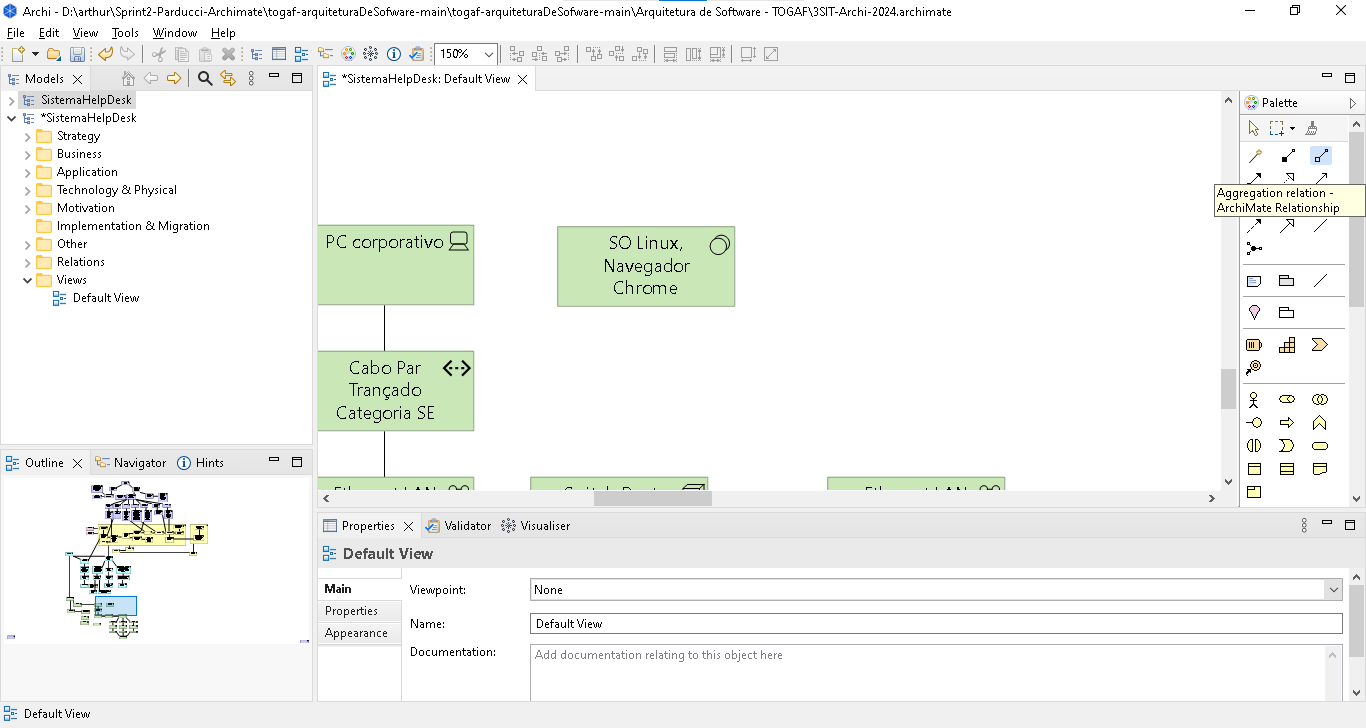 Archi - D:\arthur\Sprint2-Parducci-Archimate\togaf-arquiteturaDeSofware-main\togaf-arquiteturaDeSofware-main\Arquitetura de Software - TOGAF\3SIT-Archi-2024.archimate
File Edit View Tools Window Help
150%
Models
*SistemaHelpDesk: Default View
SistemaHelpDesk
*SistemaHelpDesk
Strategy
Business
Application
Technology & Physical
Motivation
Implementation & Migration
Other
Relations
Views
Default View
PC corporativo
SO Linux,
Navegador
Chrome
Cabo Par
Trançado
Categoria SE
Ethernet LAN
Ethernet LAN
Palette
Aggregation relation -
ArchiMate Relationship
Outline
Navigator
Hints
Properties
Validator
Visualiser
Default View
Main
Properties
Appearance
Viewpoint:
None
Name:
Default View
Documentation:
Add documentation relating to this object here
Default View